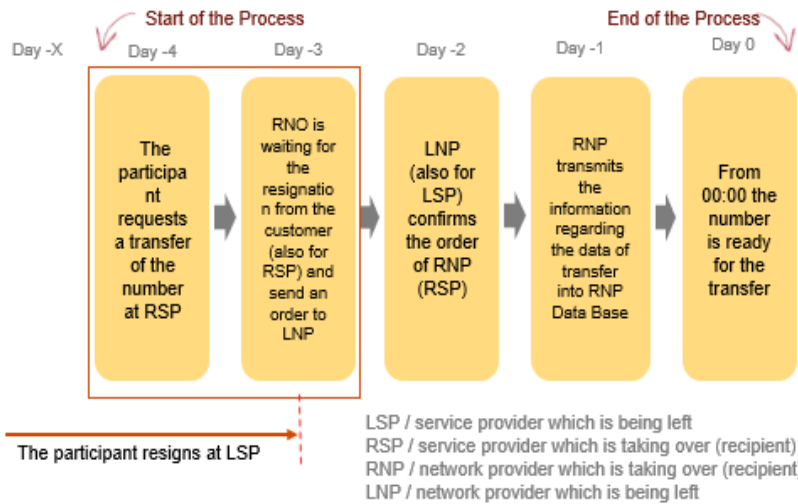 Start of the Process
End of the Process
Day -X
Day -4
Day -3
Day -2
Day -1
Day 0
The
participa
nt
requests
a transfer
of the
number
at RSP
RNO is
waiting for
the
resignatio
n from the
customer
(also for
RSP) and
send an
order to
LNP
LNP
(also for
LSP)
confirms
the order
of RNP
(RSP)
RNP
transmits
the
information
regarding
the data of
transfer
into RNP
Data Base
From
00:00 the
number
is ready
for the
transfer
The participant resigns at LSP
LSP / service provider which is being left
RSP / service provider which is taking over (recipient)
RNP / network provider which is taking over (recipient
LNP / network provider which is being left